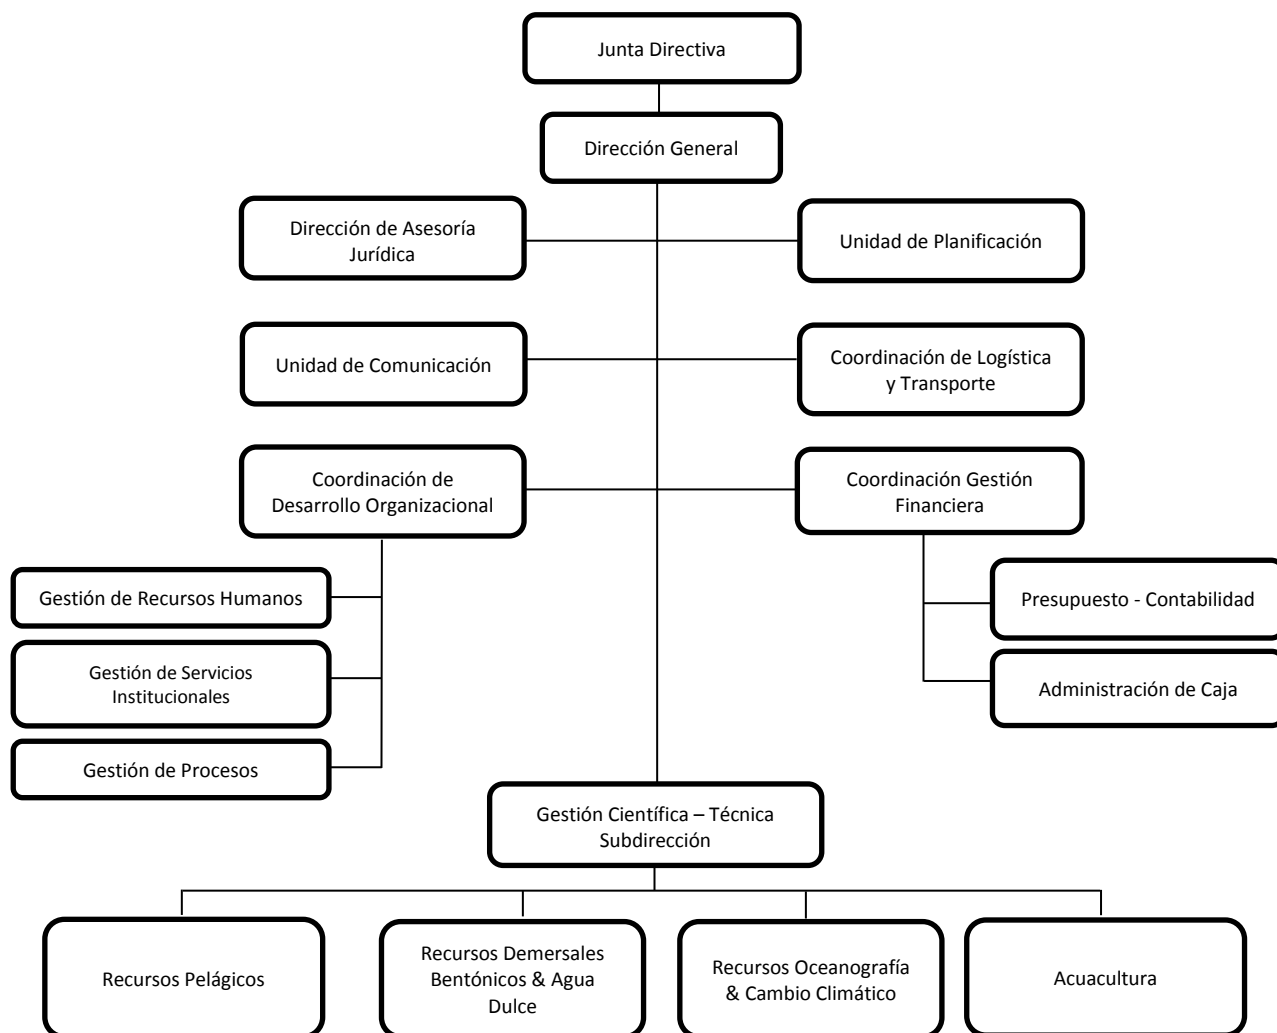 Junta Directiva
Dirección General
Dirección de Asesoría
Jurídica
Unidad de Planificación
Unidad de Comunicación
Coordinación de Logística
y Transporte
Coordinación de
Desarrollo Organizacional
Coordinación Gestión
Financiera
Gestión de Recursos Humanos
Presupuesto - Contabilidad
Gestión de Servicios
Institucionales
Administración de Caja
Gestión de Procesos
Gestión Científica – Técnica
Subdirección
Recursos Pelágicos
Recursos Demersales
Bentónicos & Agua
Dulce
Recursos Oceanografía
& Cambio Climático
Acuacultura